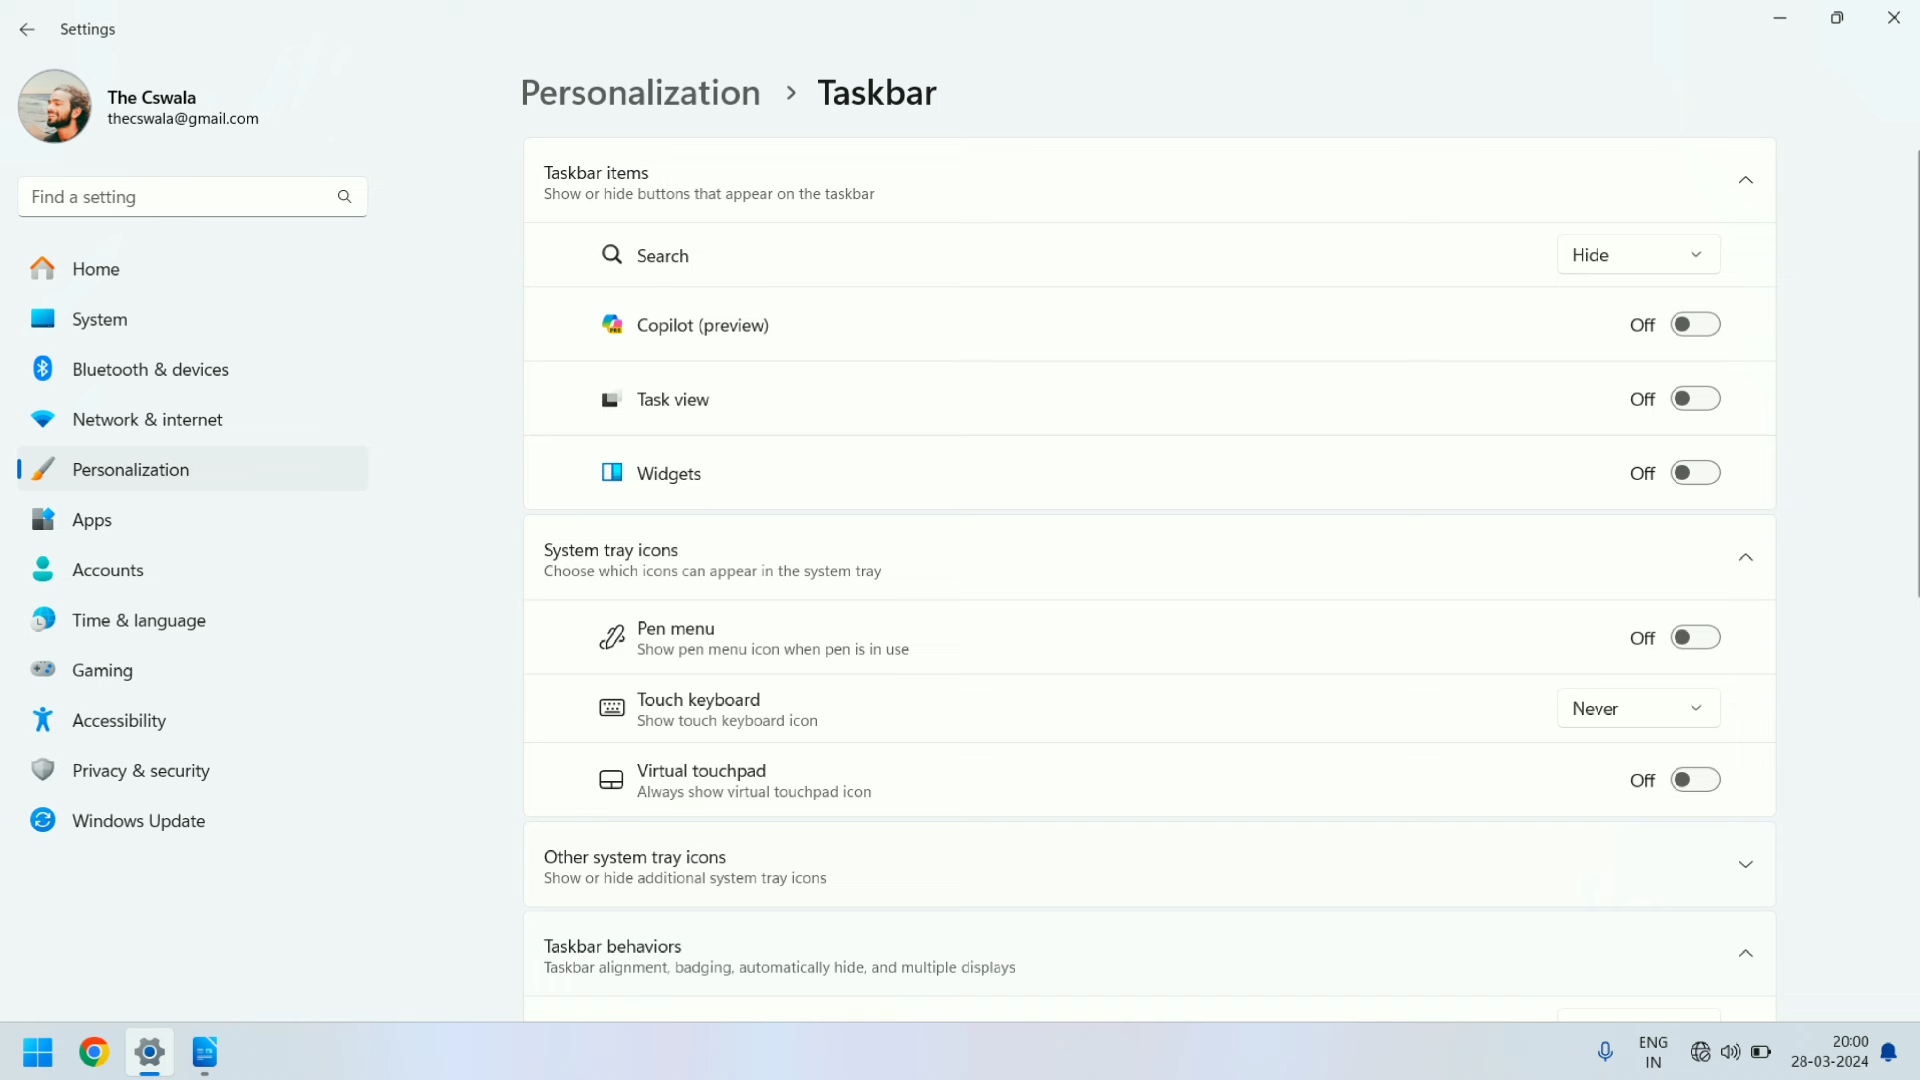 Settings
The Cswala
thecswala@gmail.com
Find a setting
Home
System
Bluetooth & devices
Network & internet
Personalization
Apps
Accounts
Time & language
Gaming
Accessibility
Privacy & security
Windows Update
Personalization > Taskbar
Taskbar items
Show or hide buttons that appear on the taskbar
Search Hide
Copilot (preview) Off
Task view Off
Widgets Off
System tray icons
Choose which icons can appear in the system tray
Pen menu
Show pen menu icon when pen is in use
Off
Touch keyboard
Show touch keyboard icon
Never
Virtual touchpad
Always show virtual touchpad icon
Off
Other system tray icons
Show or hide additional system tray icons
Taskbar behaviors
Taskbar alignment, badging, automatically hide, and multiple displays
ENG
IN
20:00
28-03-2024